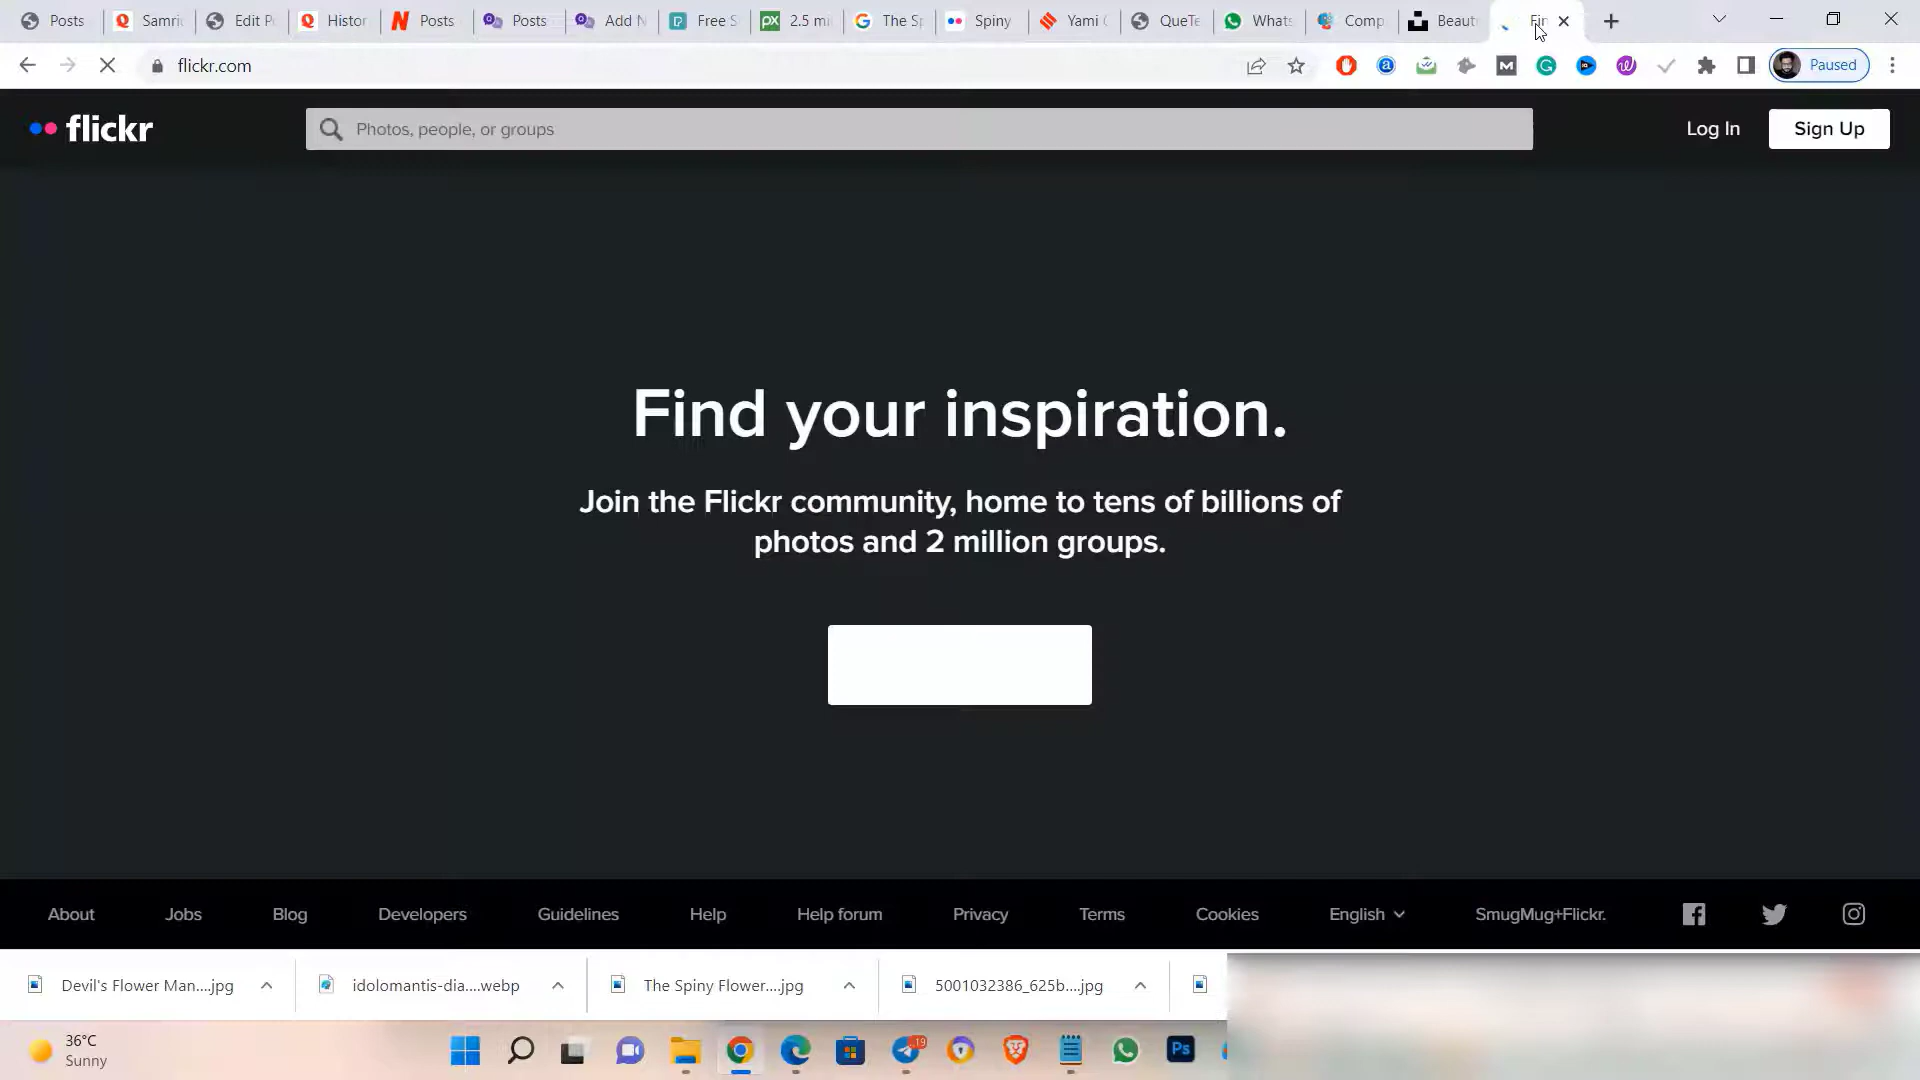 Posts
Samri
Edit P
Histor
Posts
Posts
Add N
Free S
2.5 mi
The Sp
Spiny
Yami
QueTe
Whats
Comp
Beaut
Fin
flickr.com
Paused
flickr
Photos, people, or groups
Log In
Sign Up
Find your inspiration.
Join the Flickr community, home to tens of billions of
photos and 2 million groups.
About
Jobs
Blog
Developers
Guidelines
Help
Help forum
Privacy
Terms
Cookies
English
SmugMug+Flickr.
Devil's Flower Man....jpg
idolomantis-dia....webp
The Spiny Flower....jpg
5001032386_625b....jpg
36°C
Sunny
19
Ps